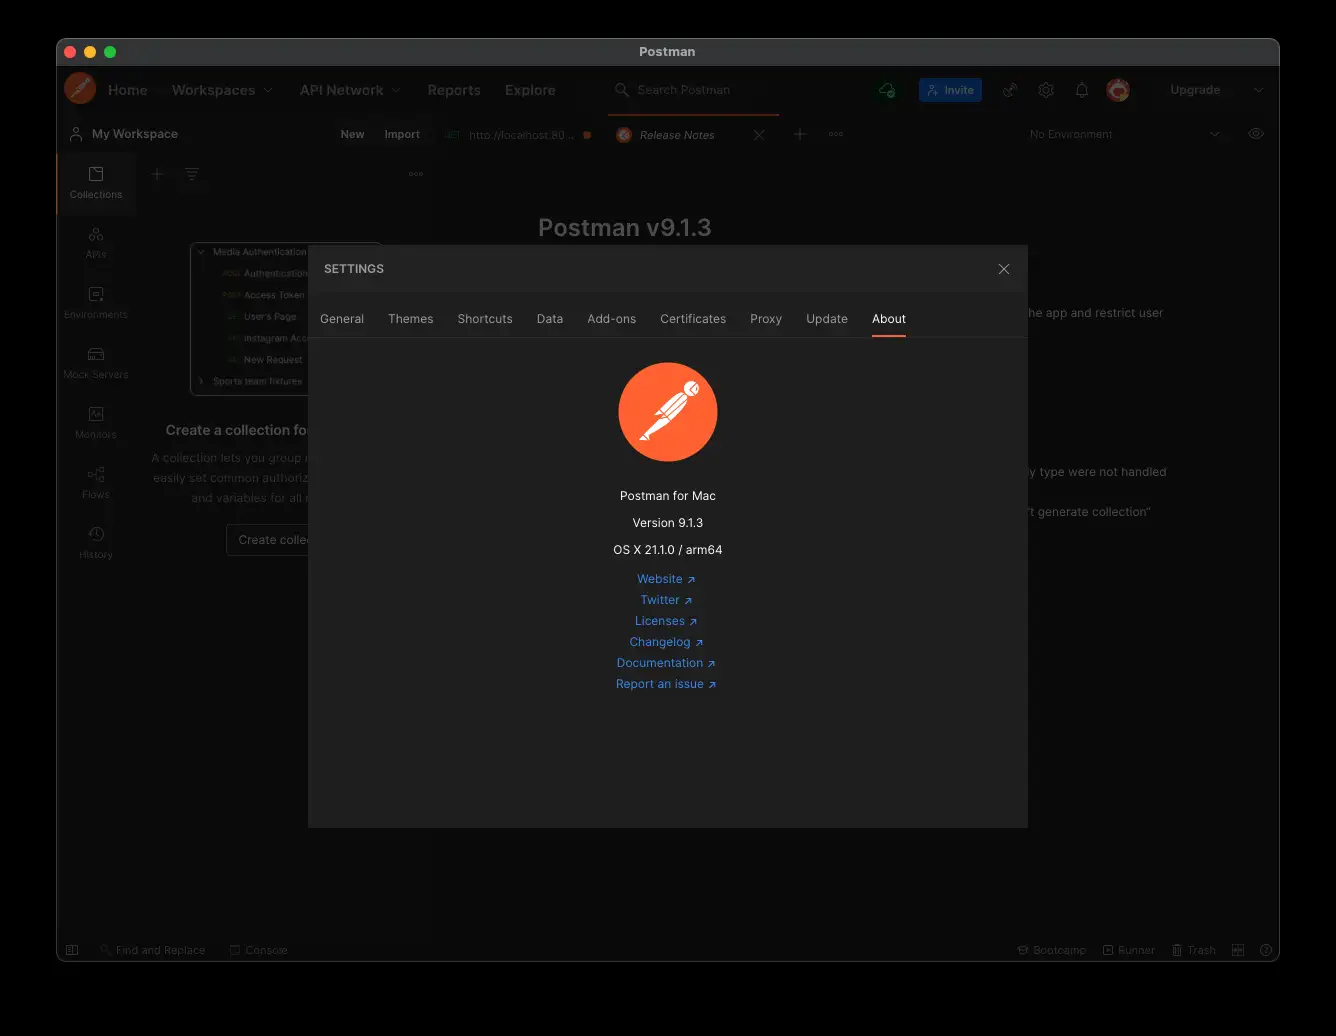 Postman
Home Workspaces API Network Reports Explore Search Postman Invite Upgrade
My Workspace New Import GET http://localhost:80... Release Notes No Environment
Collections
Postman v9.1.3
APIs
Media Authentication
SETTINGS
POST Authentication
POST Access Token
Environments
User's Page
he app and restrict user
General Themes Shortcuts Data Add-ons Certificates Proxy Update About
Instagram Acc
New Request
Mock Servers
Sports team fixtures
Monitors
Create a collection fo
A collection lets you group
y type were not handled
easily set common authoriz
Flows
and variables for all
Postman for Mac
't generate collection"
Version 9.1.3
Create colle
History
OS X 21.1.0 / arm64
Website ↗
Twitter ↗
Licenses ↗
Changelog ↗
Documentation ↗
Report an issue ↗
Find and Replace Console Bootcamp Runner Trash